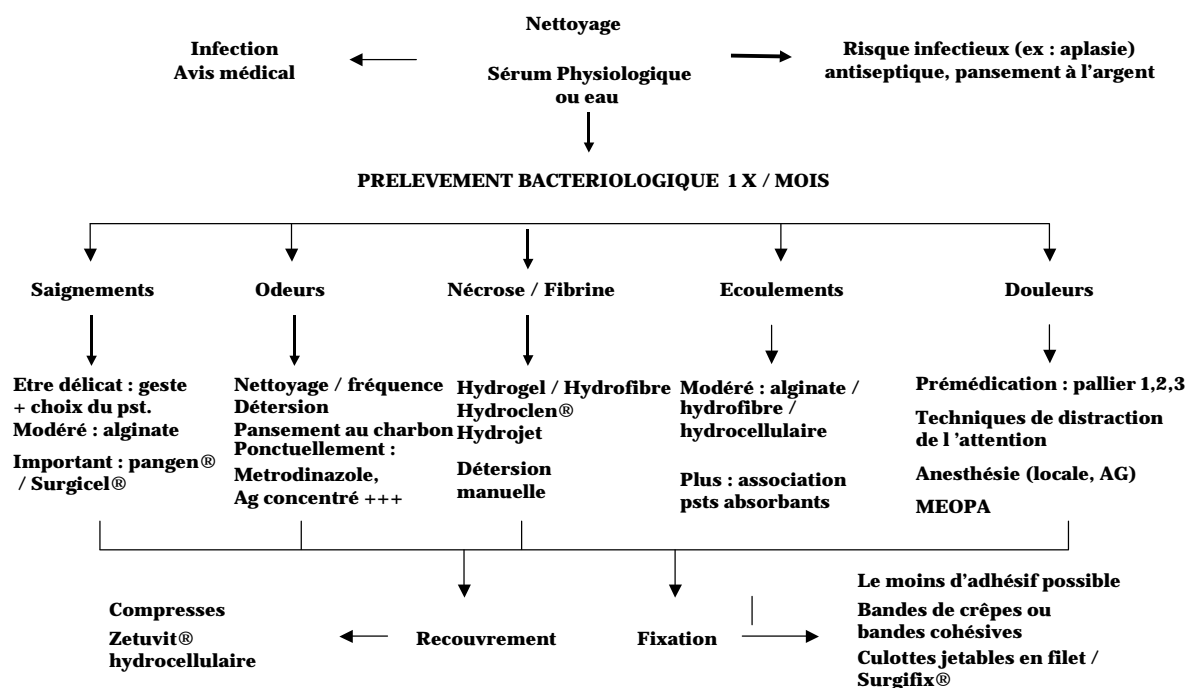 Nettoyage
Infection
Avis médical
Sérum Physiologique
ou eau
Risque infectieux (ex : aplasie)
antiseptique, pansement à l'argent
PRELEVEMENT BACTERIOLOGIQUE 1 X / MOIS
Saignements
Odeurs
Nécrose / Fibrine
Ecoulements
Douleurs
Etre délicat : geste
+ choix du pst.
Modéré : alginate
Important : pangen®
/ Surgicel®
Nettoyage / fréquence
Détersion
Pansement au charbon
Ponctuellement :
Metrodinazole,
Ag concentré +++
Hydrogel / Hydrofibre
Hydroclen®
Hydrojet
Détersion
manuelle
Modéré : alginate /
hydrofibre /
hydrocellulaire
Plus : association
psts absorbants
Prémédication : pallier 1,2,3
Techniques de distraction
de l 'attention
Anesthésie (locale, AG)
MEOPA
Compresses
Zetuvit®
hydrocellulaire
Recouvrement
Fixation
Le moins d'adhésif possible
Bandes de crêpes ou
bandes cohésives
Culottes jetables en filet /
Surgifix®